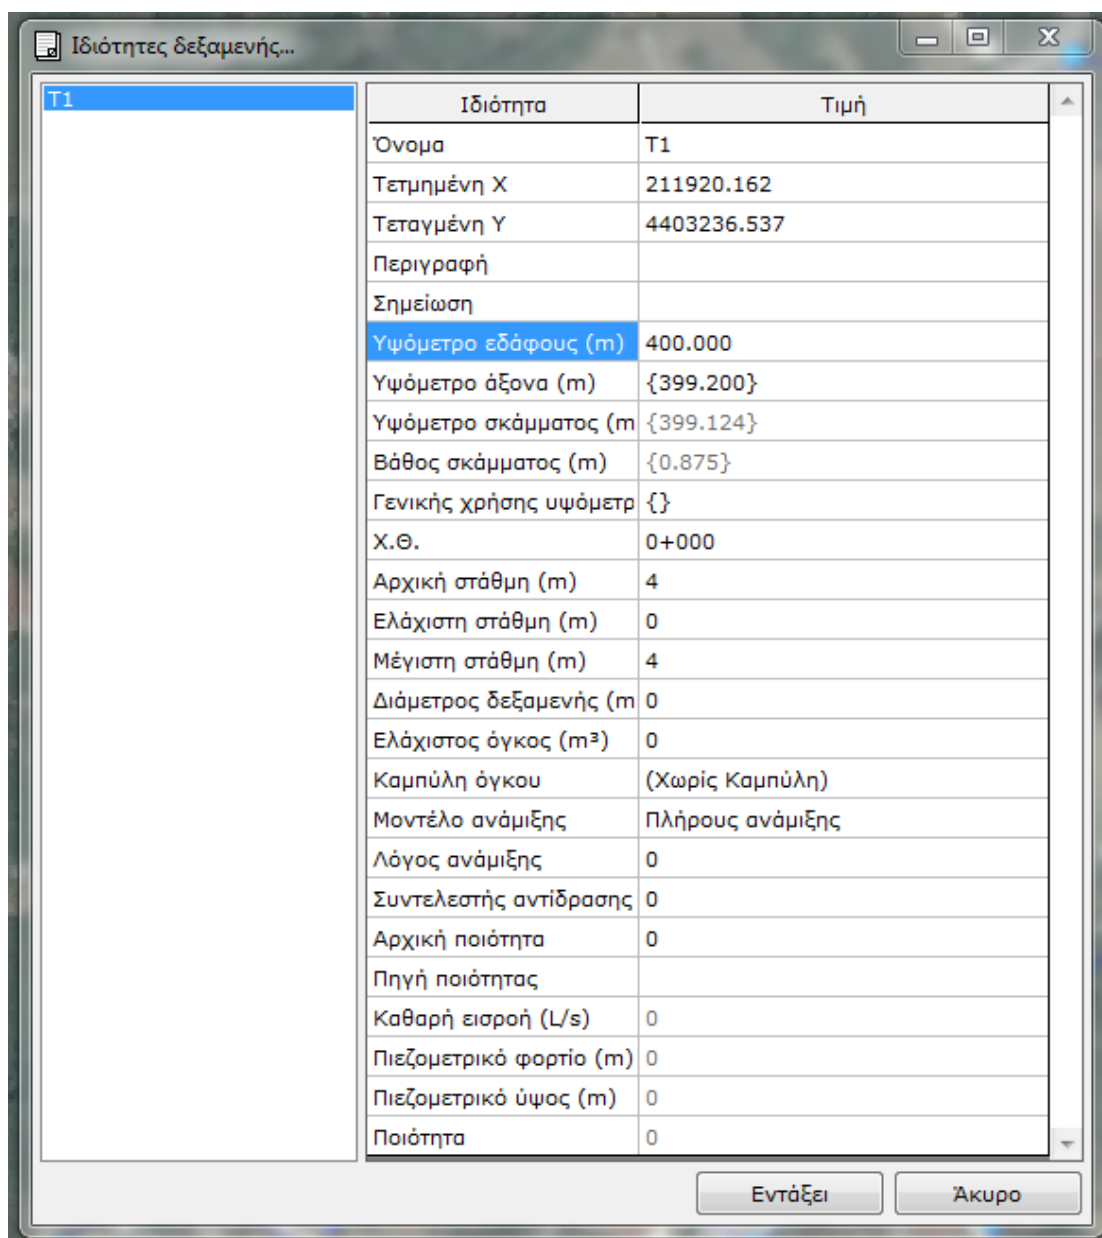 Ιδιότητες δεξαμενής...
T1
Ιδιότητα Τιμή
Όνομα T1
Τετμημένη X 211920.162
Τεταγμένη Y 4403236.537
Περιγραφή
Σημείωση
Υψόμετρο εδάφους (m) 400.000
Υψόμετρο άξονα (m) {399.200}
Υψόμετρο σκάμματος (m {399.124}
Βάθος σκάμματος (m) {0.875}
Γενικής χρήσης υψόμετρ {}
Χ.Θ. 0+000
Αρχική στάθμη (m) 4
Ελάχιστη στάθμη (m) 0
Μέγιστη στάθμη (m) 4
Διάμετρος δεξαμενής (m 0
Ελάχιστος όγκος (m³) 0
Καμπύλη όγκου (Χωρίς Καμπύλη)
Μοντέλο ανάμιξης Πλήρους ανάμιξης
Λόγος ανάμιξης 0
Συντελεστής αντίδρασης 0
Αρχική ποιότητα 0
Πηγή ποιότητας
Καθαρή εισροή (L/s) 0
Πιεζομετρικό φορτίο (m) 0
Πιεζομετρικό ύψος (m) 0
Ποιότητα 0
Εντάξει Άκυρο